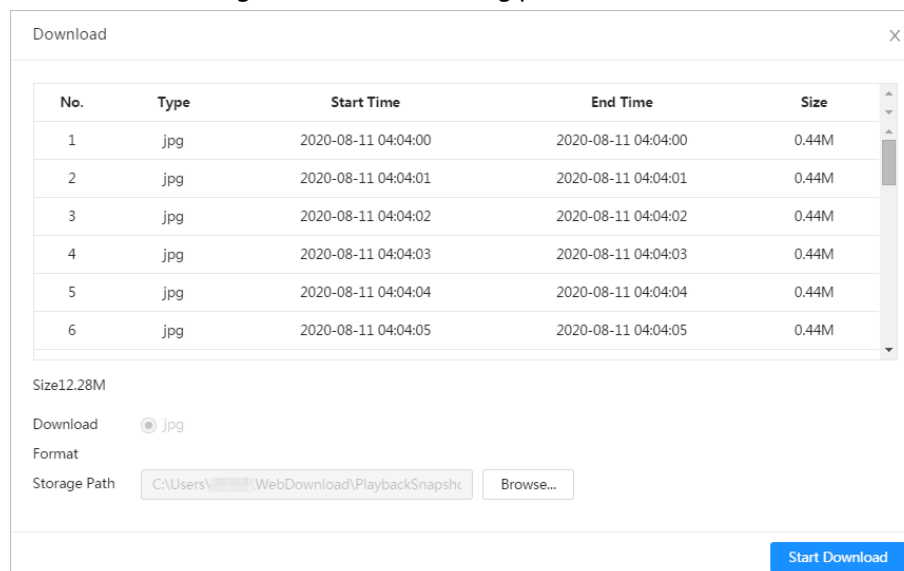 Download
No. Type Start Time End Time Size
1 jpg 2020-08-11 04:04:00 2020-08-11 04:04:00 0.44M
2 jpg 2020-08-11 04:04:01 2020-08-11 04:04:01 0.44M
3 jpg 2020-08-11 04:04:02 2020-08-11 04:04:02 0.44M
4 jpg 2020-08-11 04:04:03 2020-08-11 04:04:03 0.44M
5 jpg 2020-08-11 04:04:04 2020-08-11 04:04:04 0.44M
6 jpg 2020-08-11 04:04:05 2020-08-11 04:04:05 0.44M
Size12.28M
Download jpg
Format
Storage Path C:\Users\ WebDownload\PlaybackSnapsho Browse...
Start Download